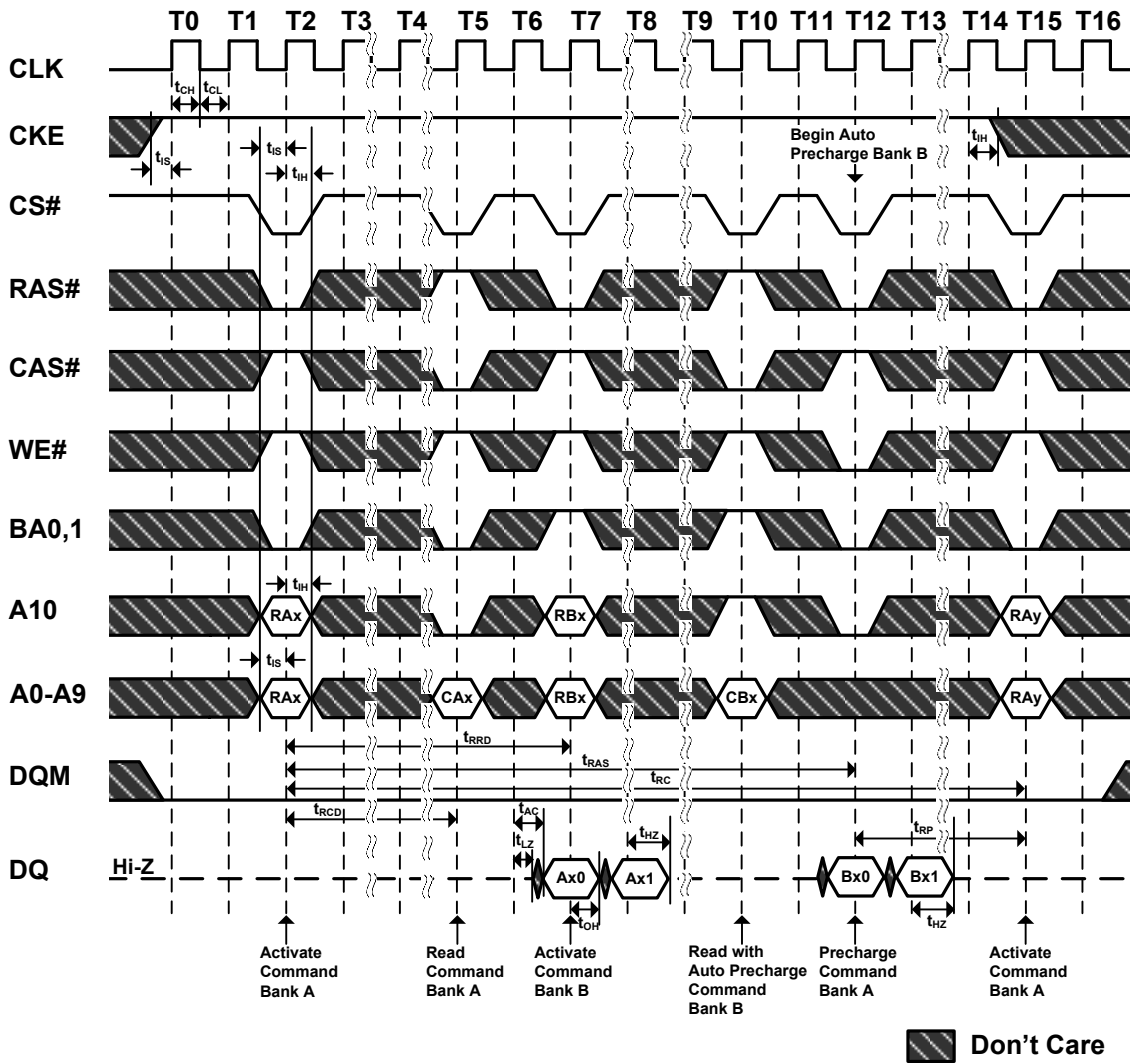 T0 T1 T2 T3 T4 T5 T6 T7 T8 T9 T10 T11 T12 T13 T14 T15 T16
CLK
tCH tCL
CKE
tIS
tIS
tIH
Begin Auto
Precharge Bank B
tIH
CS#
RAS#
CAS#
WE#
BA0,1
tIH
A10
RAx RBx RAy
tIS
A0-A9
RAx CAx RBx CBx RAy
tRRD
tRAS
tRC
DQM
tRCD
tAC
tLZ
tHZ
tRP
DQ
Hi-Z
Ax0 Ax1 Bx0 Bx1
tOH
tHZ
Activate
Command
Bank A
Read
Command
Bank A
Activate
Command
Bank B
Read with
Auto Precharge
Command
Bank B
Precharge
Command
Bank A
Activate
Command
Bank A
Don't Care